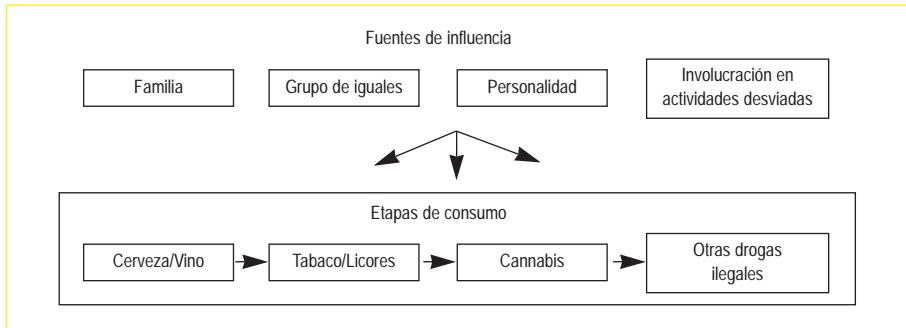 Fuentes de influencia
Familia
Grupo de iguales
Personalidad
Involucración en
actividades desviadas
Etapas de consumo
Cerveza/Vino
Tabaco/Licores
Cannabis
Otras drogas
ilegales